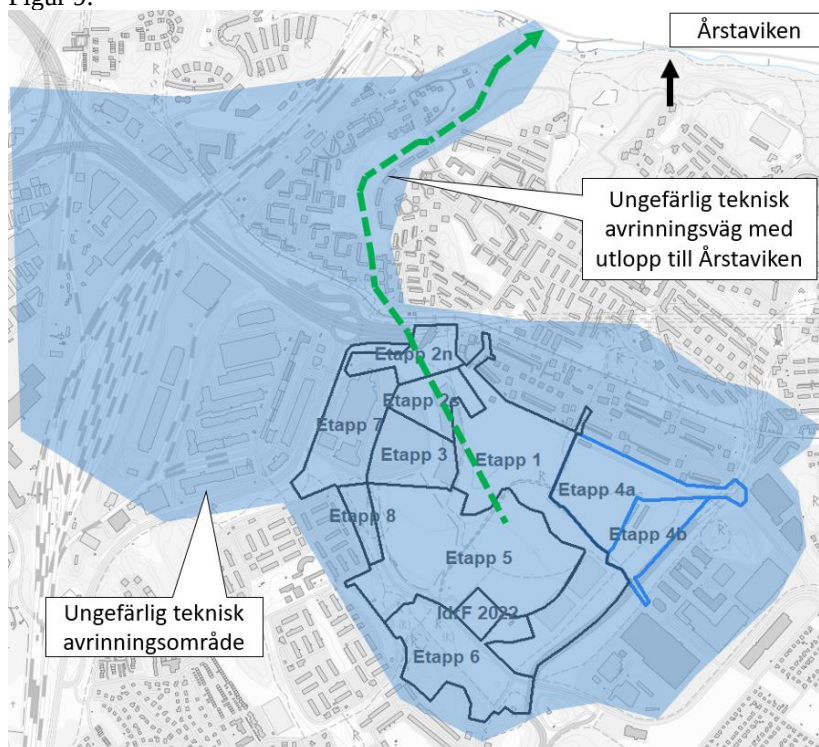 Figur 3.
Årstaviken
Ungefärlig teknisk
avrinningsväg med
utlopp till Årstaviken
Etapp 2n
Etapp 2s
Etapp 7
Etapp 3
Etapp 1
Etapp 4a
Etapp 8
Etapp 4b
Etapp 5
IdrF 2022
Etapp 6
Ungefärlig teknisk
avrinningsområde